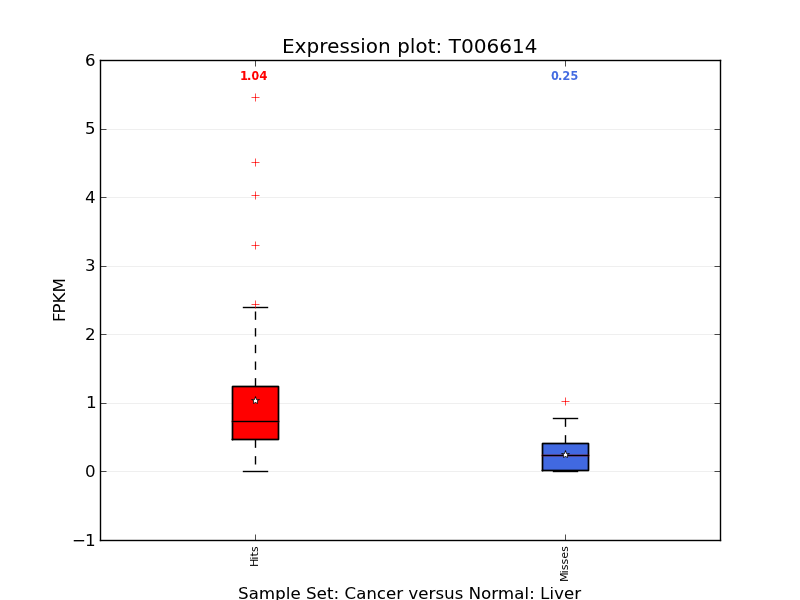 Expression plot: T006614
1.04
0.25
6
5
4
3
2
1
0
−1
FPKM
Hits
Misses
Sample Set: Cancer versus Normal: Liver